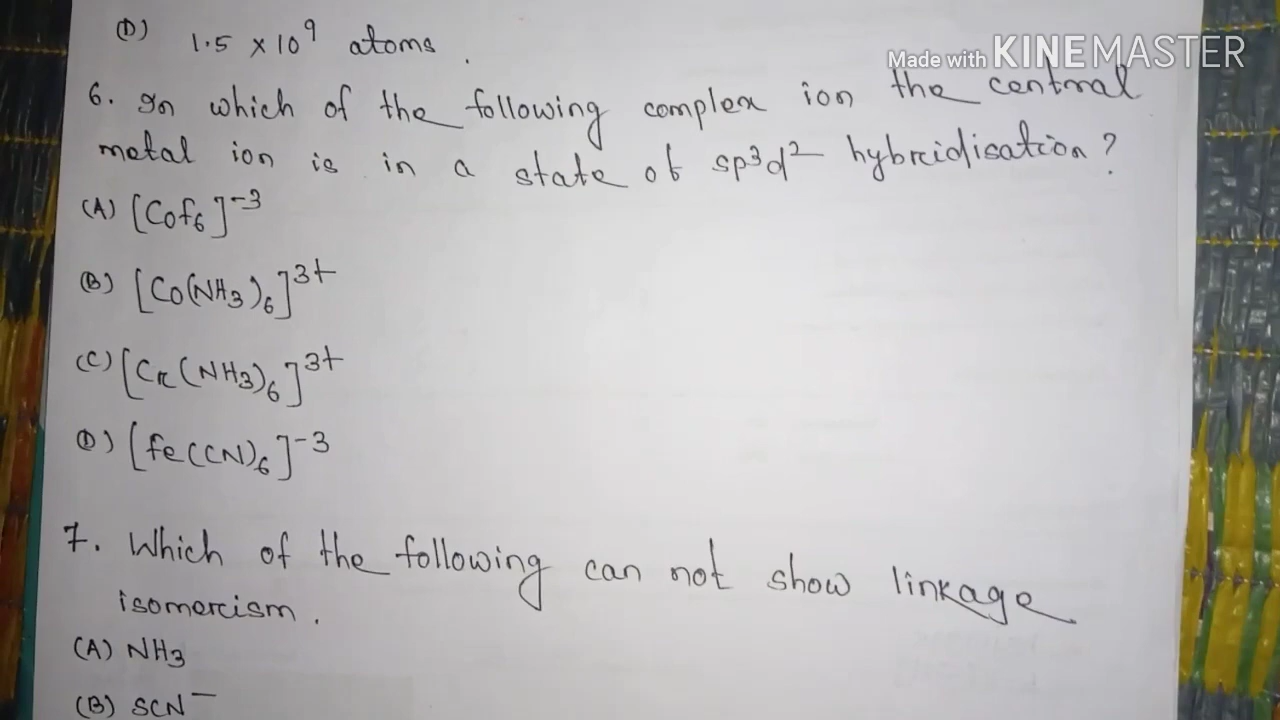 (D) 1.5 × 10⁹ atoms.
Made with KINEMASTER
6. In which of the following complex ion the central
metal ion is in a state of sp³d² hybridisation?
(A) [CoF₆]⁻³
(B) [Co(NH₃)₆]³⁺
(C) [Cr(NH₃)₆]³⁺
(D) [Fe(CN)₆]⁻³
7. Which of the following can not show linkage
isomerism.
(A) NH₃
(B) SCN⁻